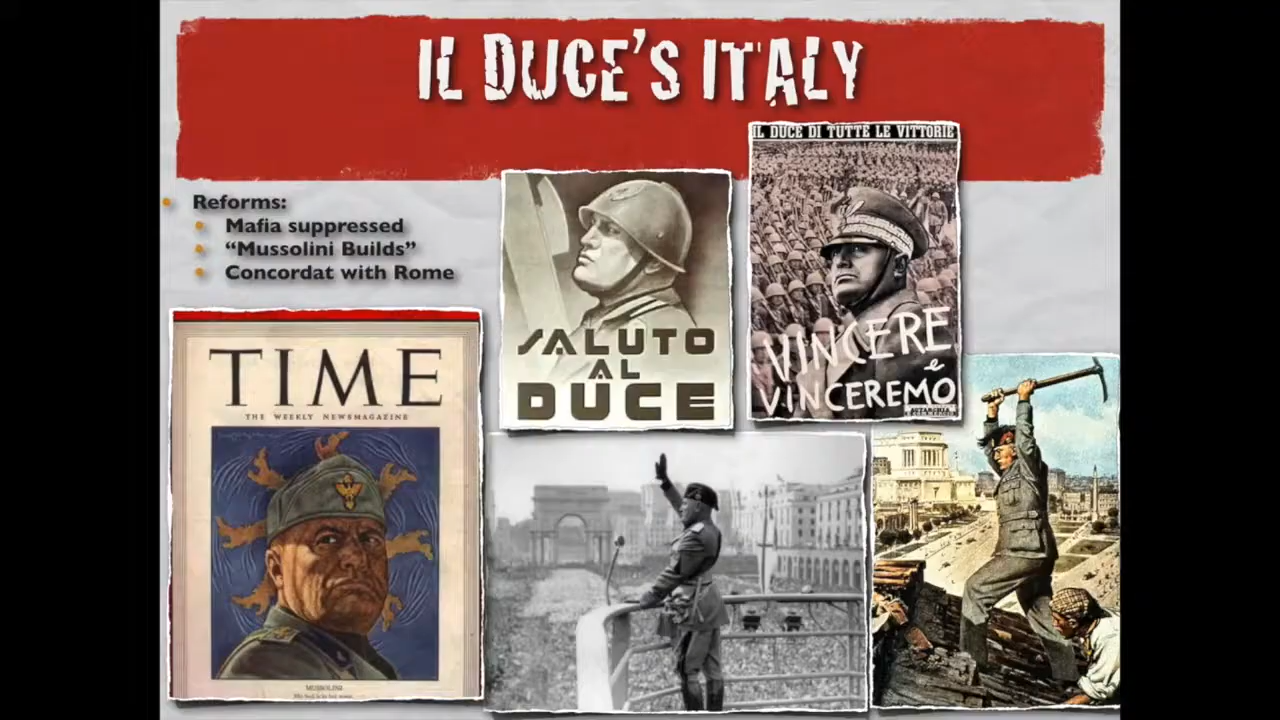 IL DUCE'S ITALY
Reforms:
Mafia suppressed
“Mussolini Builds”
Concordat with Rome
IL DUCE DI TUTTE LE VITTORIE
SALUTO
AL
DUCE
VINCERE
e
VINCEREMO
TIME
THE WEEKLY NEWSMAGAZINE
MUSSOLINI